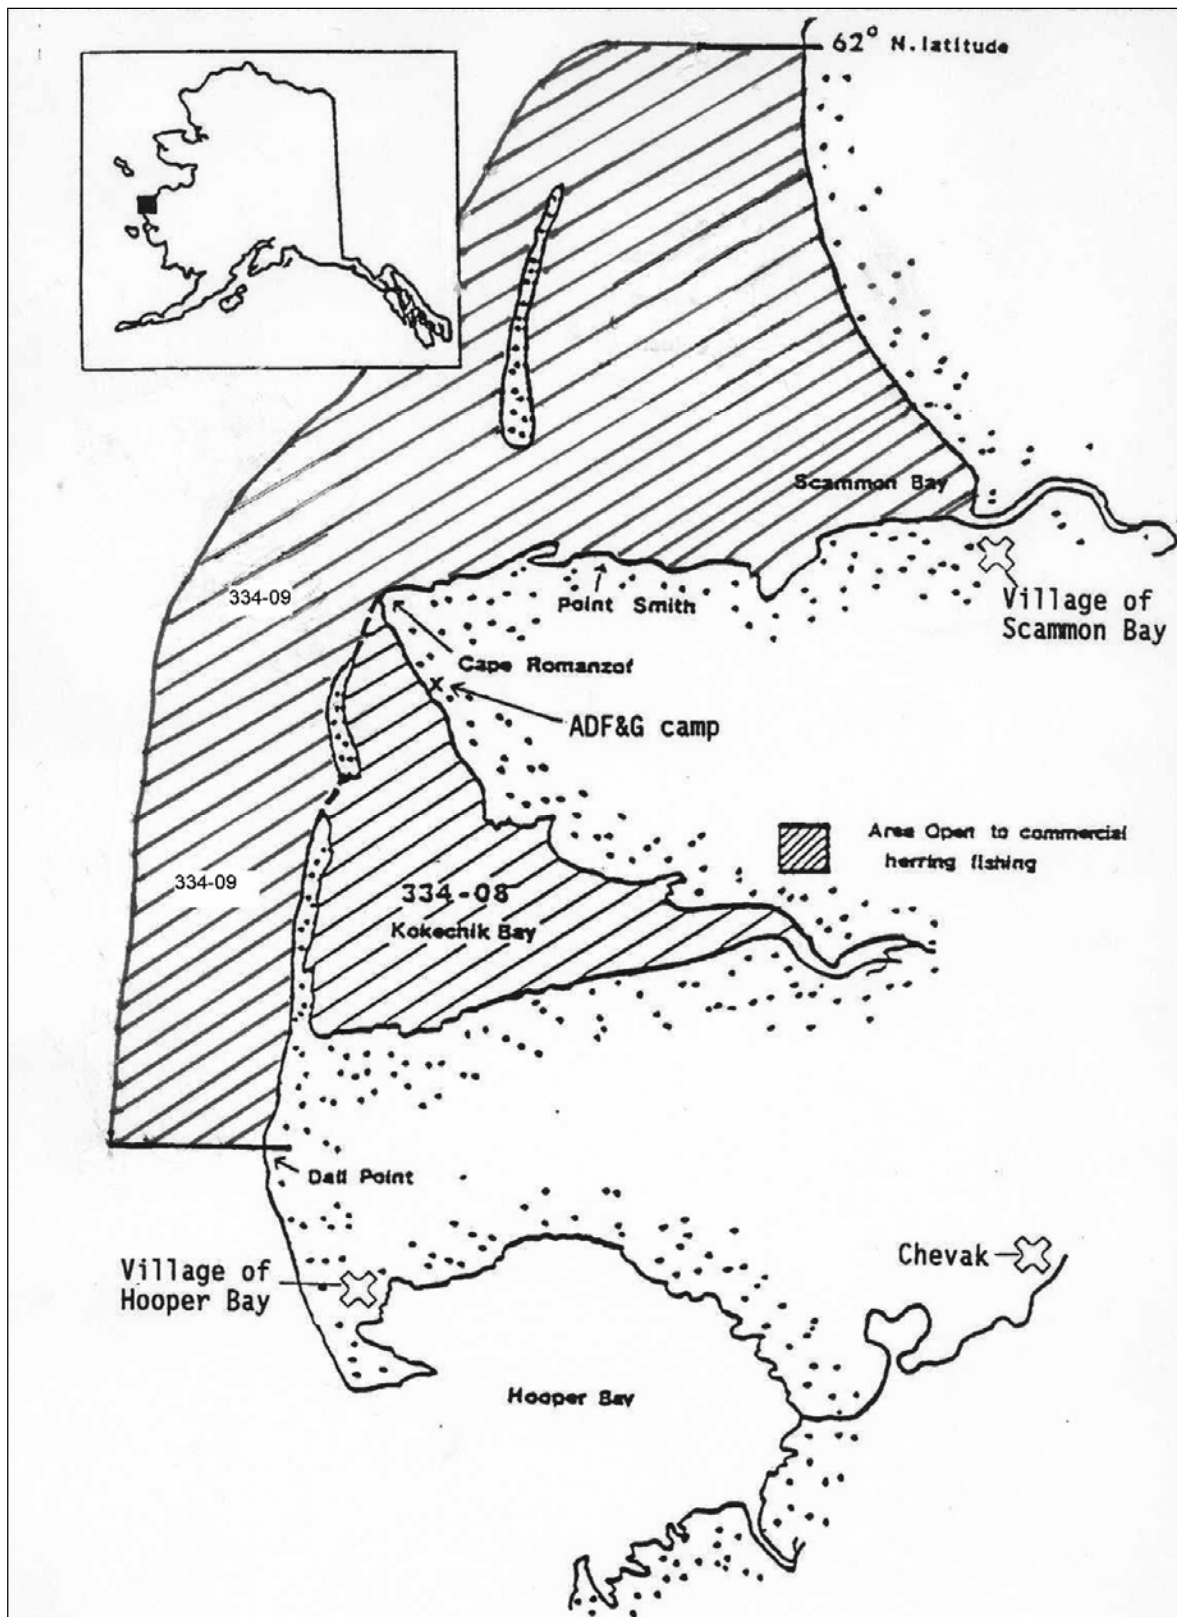 62° N. latitude
Scammon Bay
334-09
Point Smith
Village of
Scammon Bay
Cape Romanzof
ADF&G camp
Area Open to commercial
herring fishing
334-09
334-08
Kokechik Bay
Dall Point
Village of
Hooper Bay
Chevak
Hooper Bay